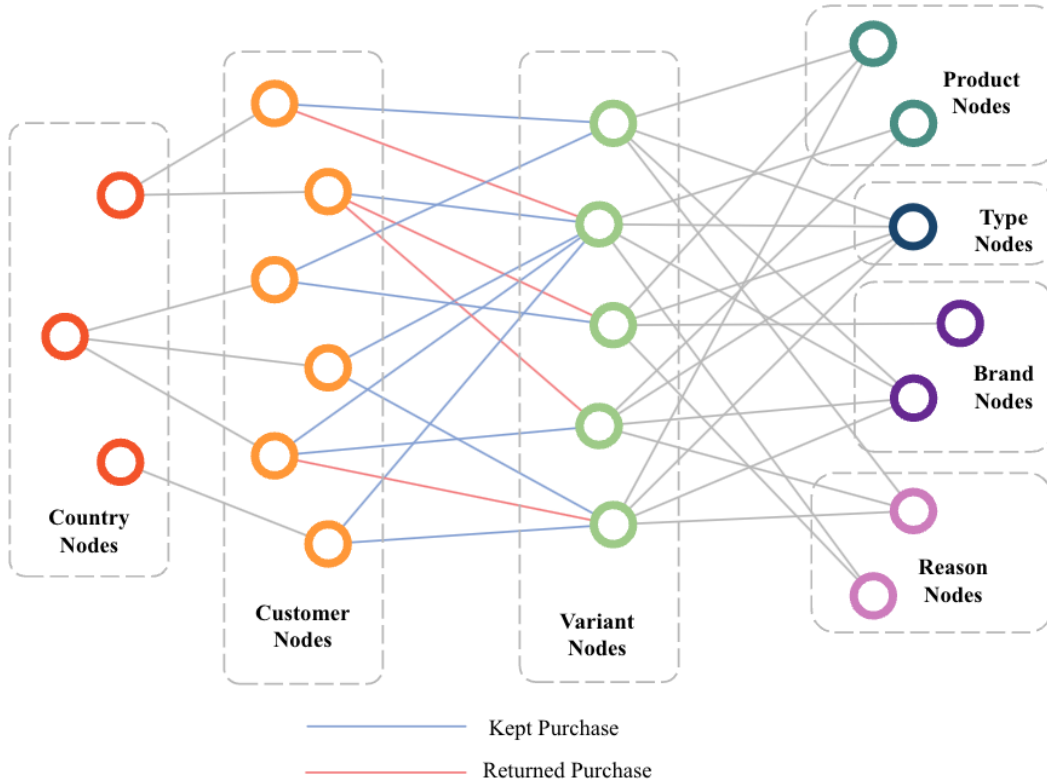 Product
Nodes
Type
Nodes
Brand
Nodes
Country
Nodes
Reason
Nodes
Customer
Nodes
Variant
Nodes
Kept Purchase
Returned Purchase